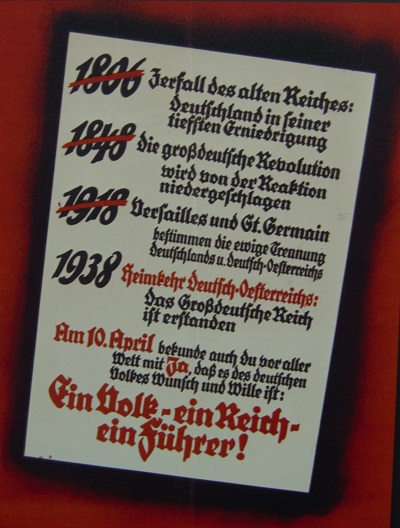 1806 Zerfall des alten Reiches:
Deutschland in seiner
tiefsten Erniedrigung
1848 Die großdeutsche Revolution
wird von der Reaktion
niedergeschlagen
1918 Versailles und St. Germain
bestimmen die ewige Trennung
Deutschlands u. Deutsch-Oesterreichs
1938 Heimkehr Deutsch-Oesterreichs:
Das Großdeutsche Reich
ist erstanden
Am 10. April bekunde auch du vor aller
Welt mit Ja, daß es des deutschen
Volkes Wunsch und Wille ist:
Ein Volk - ein Reich -
ein Führer!